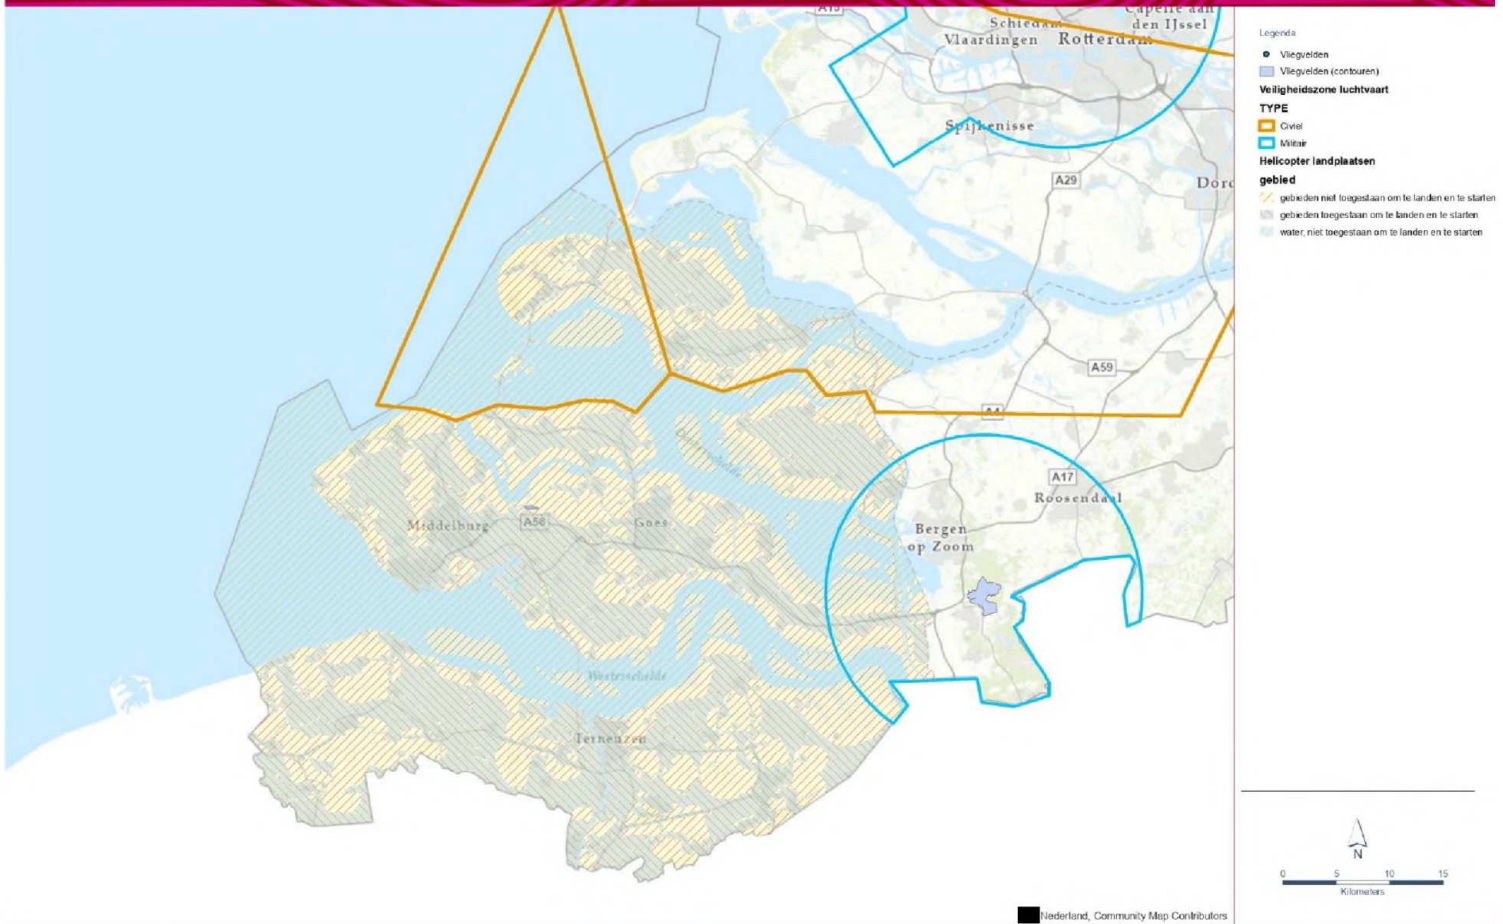 A15
Capelle aan
den IJssel
Schiedam
Vlaardingen
Rotterdam
Spijkenisse
A29
Dord
A59
A4
A17
Roosendaal
Bergen
op Zoom
Oosterschelde
Middelburg
A58
Goes
Westerschelde
Terneuzen
Legenda
Vliegvelden
Vliegvelden (contouren)
Veiligheidszone luchtvaart
TYPE
Civiel
Militair
Helicopter landplaatsen
gebied
gebieden niet toegestaan om te landen en te starten
gebieden toegestaan om te landen en te starten
water, niet toegestaan om te landen en te starten
N
0 5 10 15
Kilometers
Nederland, Community Map Contributors